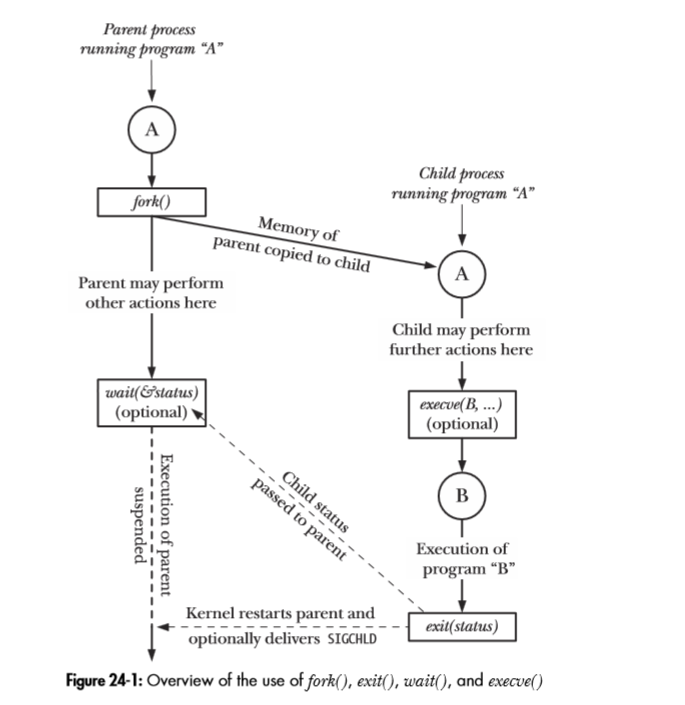 Parent process
running program “A”
A
fork()
Memory of
parent copied to child
Child process
running program “A”
A
Parent may perform
other actions here
Child may perform
further actions here
wait(&status)
(optional)
execve(B, ...)
(optional)
B
Execution of parent
suspended
Child status
passed to parent
Execution of
program “B”
Kernel restarts parent and
optionally delivers SIGCHLD
exit(status)
Figure 24-1: Overview of the use of fork(), exit(), wait(), and execve()